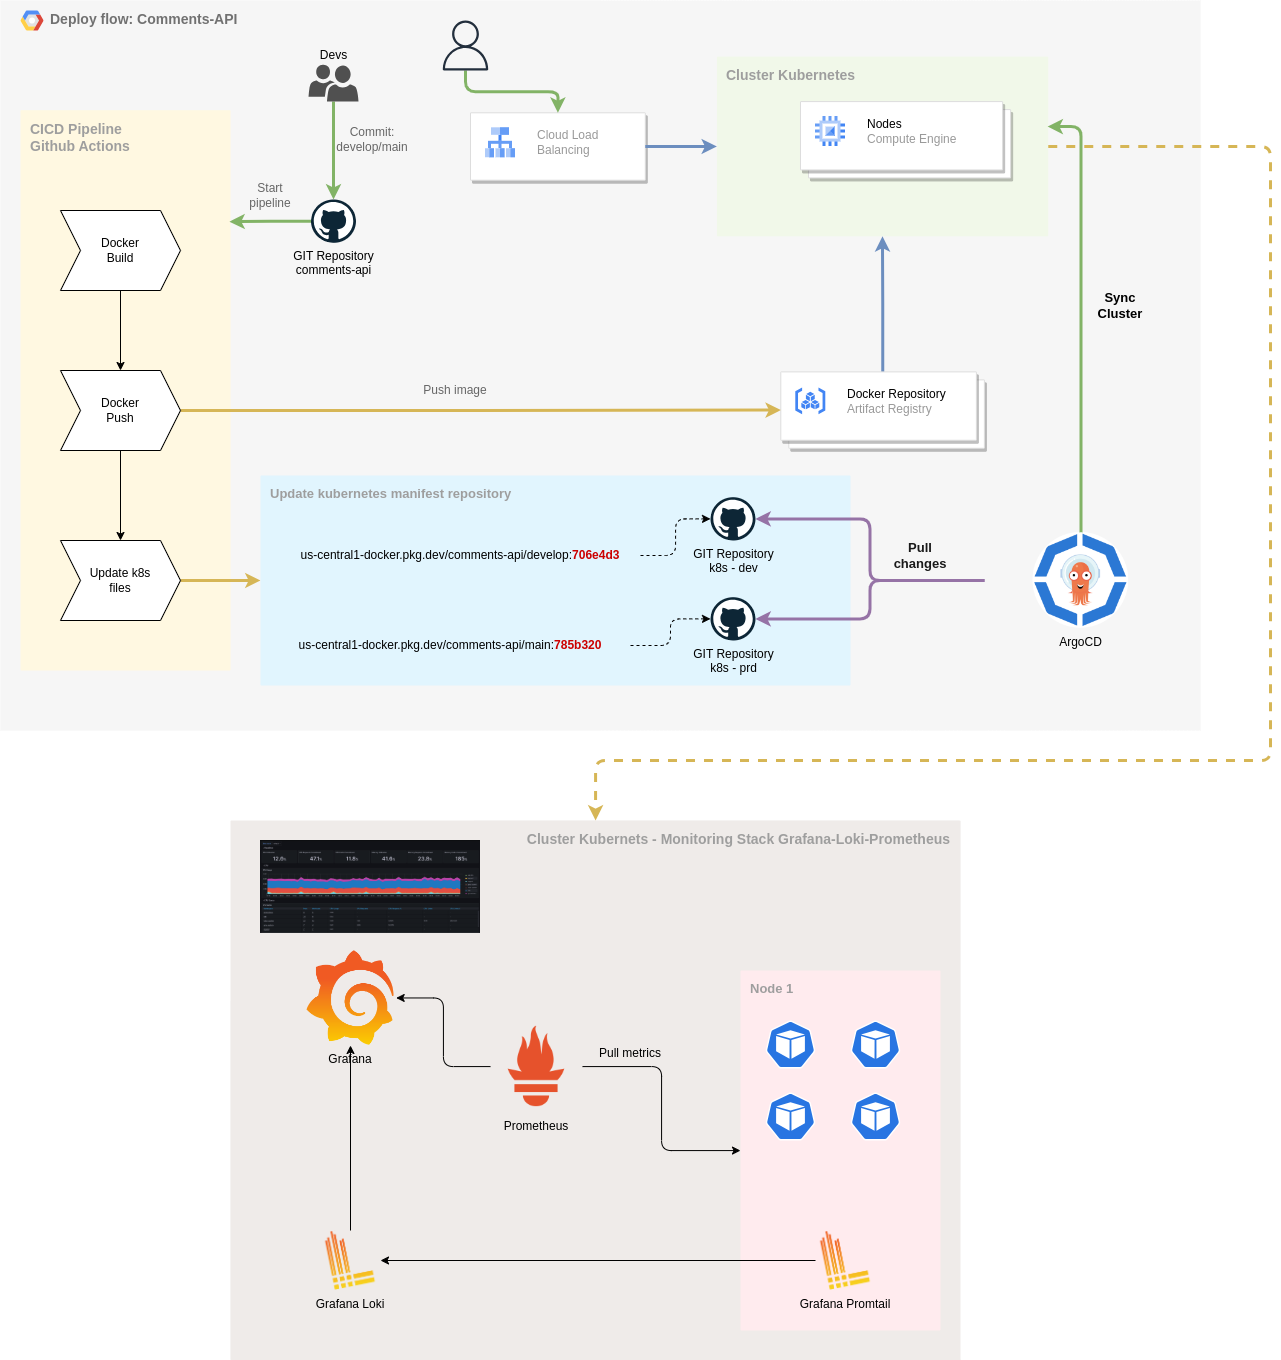 Deploy flow: Comments-API
Devs
Cluster Kubernetes
Nodes
Compute Engine
Cloud Load
Balancing
CICD Pipeline
Github Actions
Commit:
develop/main
Start
pipeline
GIT Repository
comments-api
Docker
Build
Sync
Cluster
Docker
Push
Push image
Docker Repository
Artifact Registry
Update kubernetes manifest repository
us-central1-docker.pkg.dev/comments-api/develop:706e4d3
GIT Repository
k8s - dev
Pull
changes
Update k8s
files
us-central1-docker.pkg.dev/comments-api/main:785b320
GIT Repository
k8s - prd
ArgoCD
Cluster Kubernets - Monitoring Stack Grafana-Loki-Prometheus
Node 1
Grafana
Pull metrics
Prometheus
Grafana Loki
Grafana Promtail